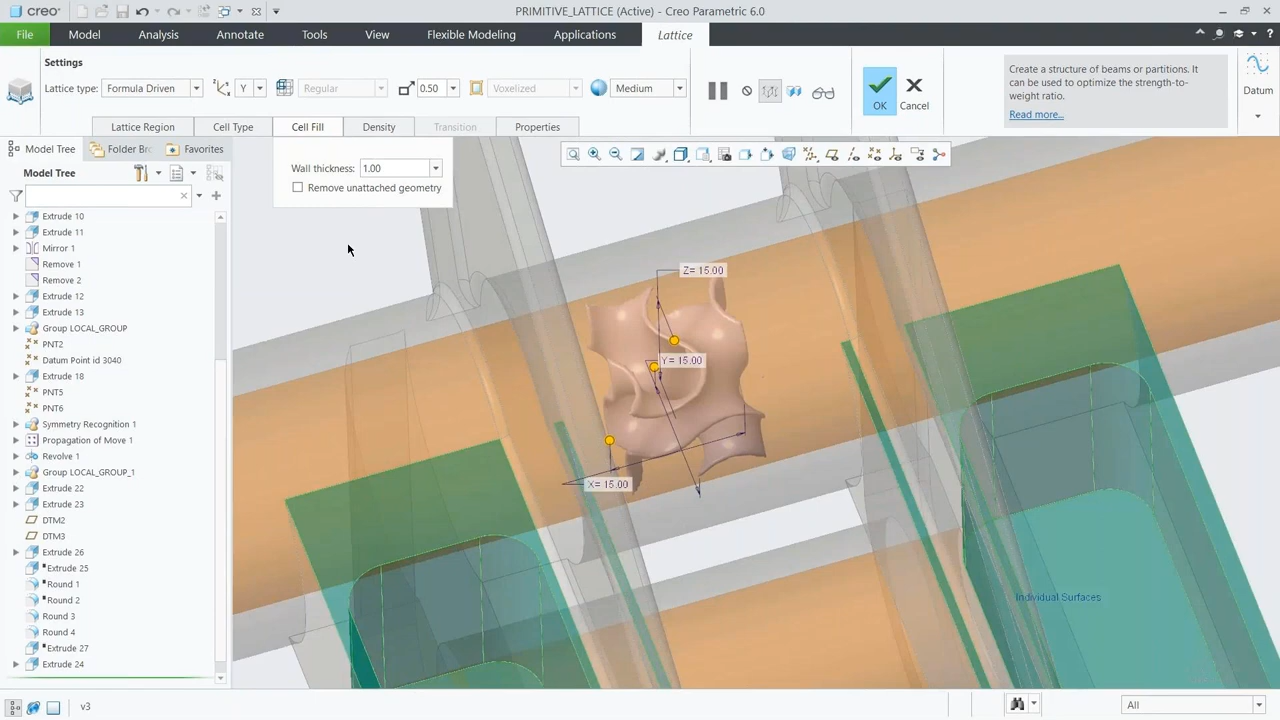 creo
PRIMITIVE_LATTICE (Active) - Creo Parametric 6.0
File Model Analysis Annotate Tools View Flexible Modeling Applications Lattice
Settings
Lattice type: Formula Driven Y Regular 0.50 Voxelized Medium
OK Cancel
Create a structure of beams or partitions. It
can be used to optimize the strength-to-
weight ratio.
Read more...
Datum
Lattice Region Cell Type Cell Fill Density Transition Properties
Model Tree Folder Br Favorites
Model Tree
Wall thickness: 1.00
Remove unattached geometry
Extrude 10
Extrude 11
Mirror 1
Remove 1
Remove 2
Extrude 12
Extrude 13
Group LOCAL_GROUP
PNT2
Datum Point id 3040
Extrude 18
PNT5
PNT6
Symmetry Recognition 1
Propagation of Move 1
Revolve 1
Group LOCAL_GROUP_1
Extrude 22
Extrude 23
DTM2
DTM3
Extrude 26
Extrude 25
Round 1
Round 2
Round 3
Round 4
Extrude 27
Extrude 24
Z= 15.00
Y= 15.00
X= 15.00
Individual Surfaces
v3
All